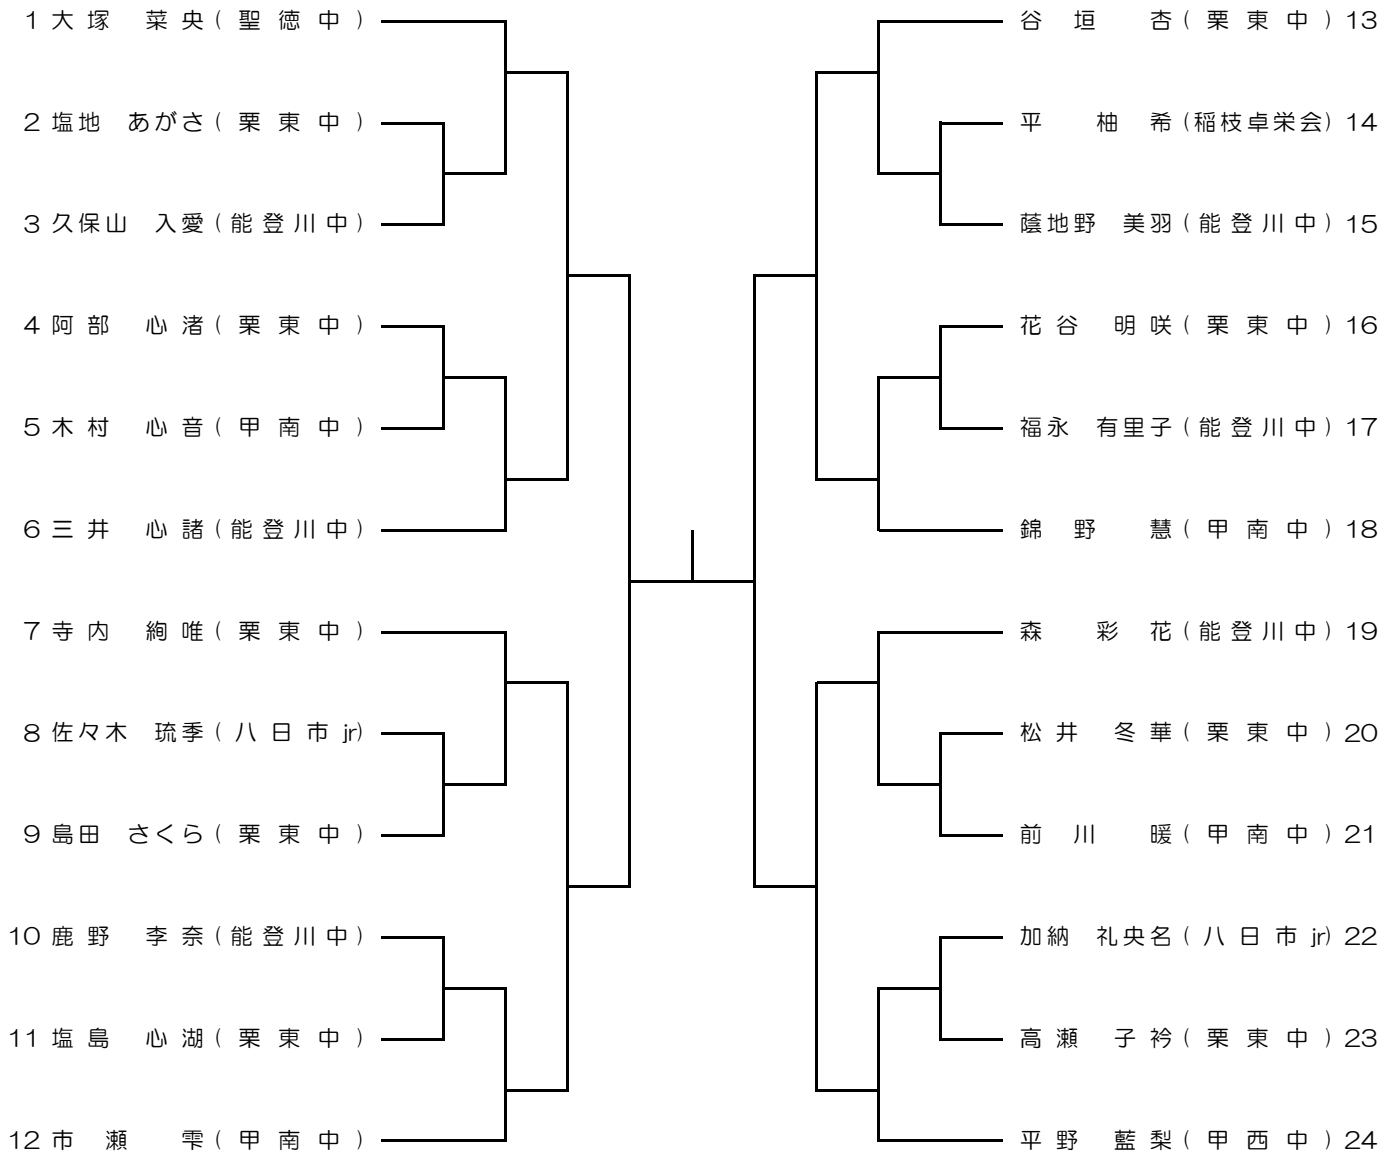 1 大塚 菜央 (聖徳中)
2 塩地 あがさ (栗東中)
3 久保山 入愛 (能登川中)
4 阿部 心渚 (栗東中)
5 木村 心音 (甲南中)
6 三井 心諸 (能登川中)
7 寺内 絢唯 (栗東中)
8 佐々木 琉季 (八日市jr)
9 島田 さくら (栗東中)
10 鹿野 李奈 (能登川中)
11 塩島 心湖 (栗東中)
12 市瀬 雫 (甲南中)
谷垣 杏 (栗東中) 13
平 柚希 (稲枝卓栄会) 14
蔭地野 美羽 (能登川中) 15
花谷 明咲 (栗東中) 16
福永 有里子 (能登川中) 17
錦野 慧 (甲南中) 18
森 彩花 (能登川中) 19
松井 冬華 (栗東中) 20
前川 暖 (甲南中) 21
加納 礼央名 (八日市jr) 22
高瀬 子衿 (栗東中) 23
平野 藍梨 (甲西中) 24